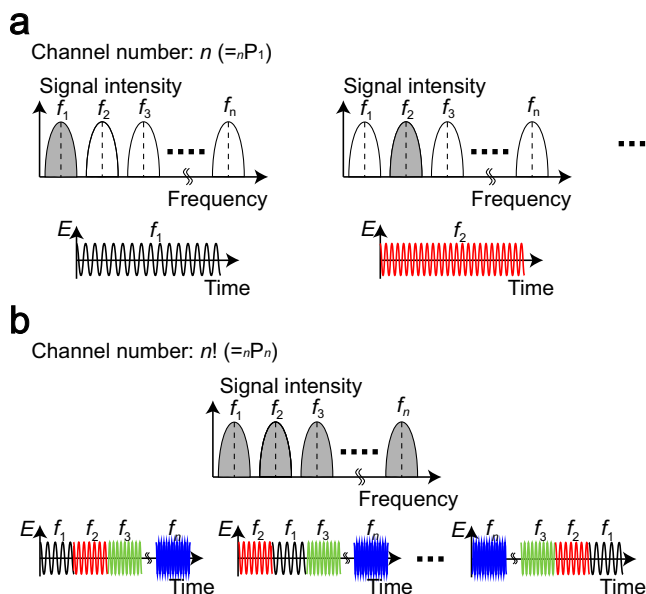 a
Channel number: n (=ₙP₁)
Signal intensity Signal intensity
f₁ f₂ f₃ fₙ f₁ f₂ f₃ fₙ
Frequency Frequency
E f₁ E f₂
Time Time
b
Channel number: n! (=ₙPₙ)
Signal intensity
f₁ f₂ f₃ fₙ
Frequency
E f₁ f₂ f₃ fₙ E f₂ f₁ f₃ fₙ E fₙ f₃ f₂ f₁
Time Time Time